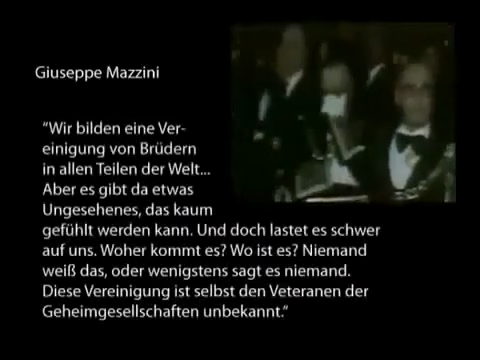 Giuseppe Mazzini
“Wir bilden eine Ver-
einigung von Brüdern
in allen Teilen der Welt...
Aber es gibt da etwas
Ungesehenes, das kaum
gefühlt werden kann. Und doch lastet es schwer
auf uns. Woher kommt es? Wo ist es? Niemand
weiß das, oder wenigstens sagt es niemand.
Diese Vereinigung ist selbst den Veteranen der
Geheimgesellschaften unbekannt.“